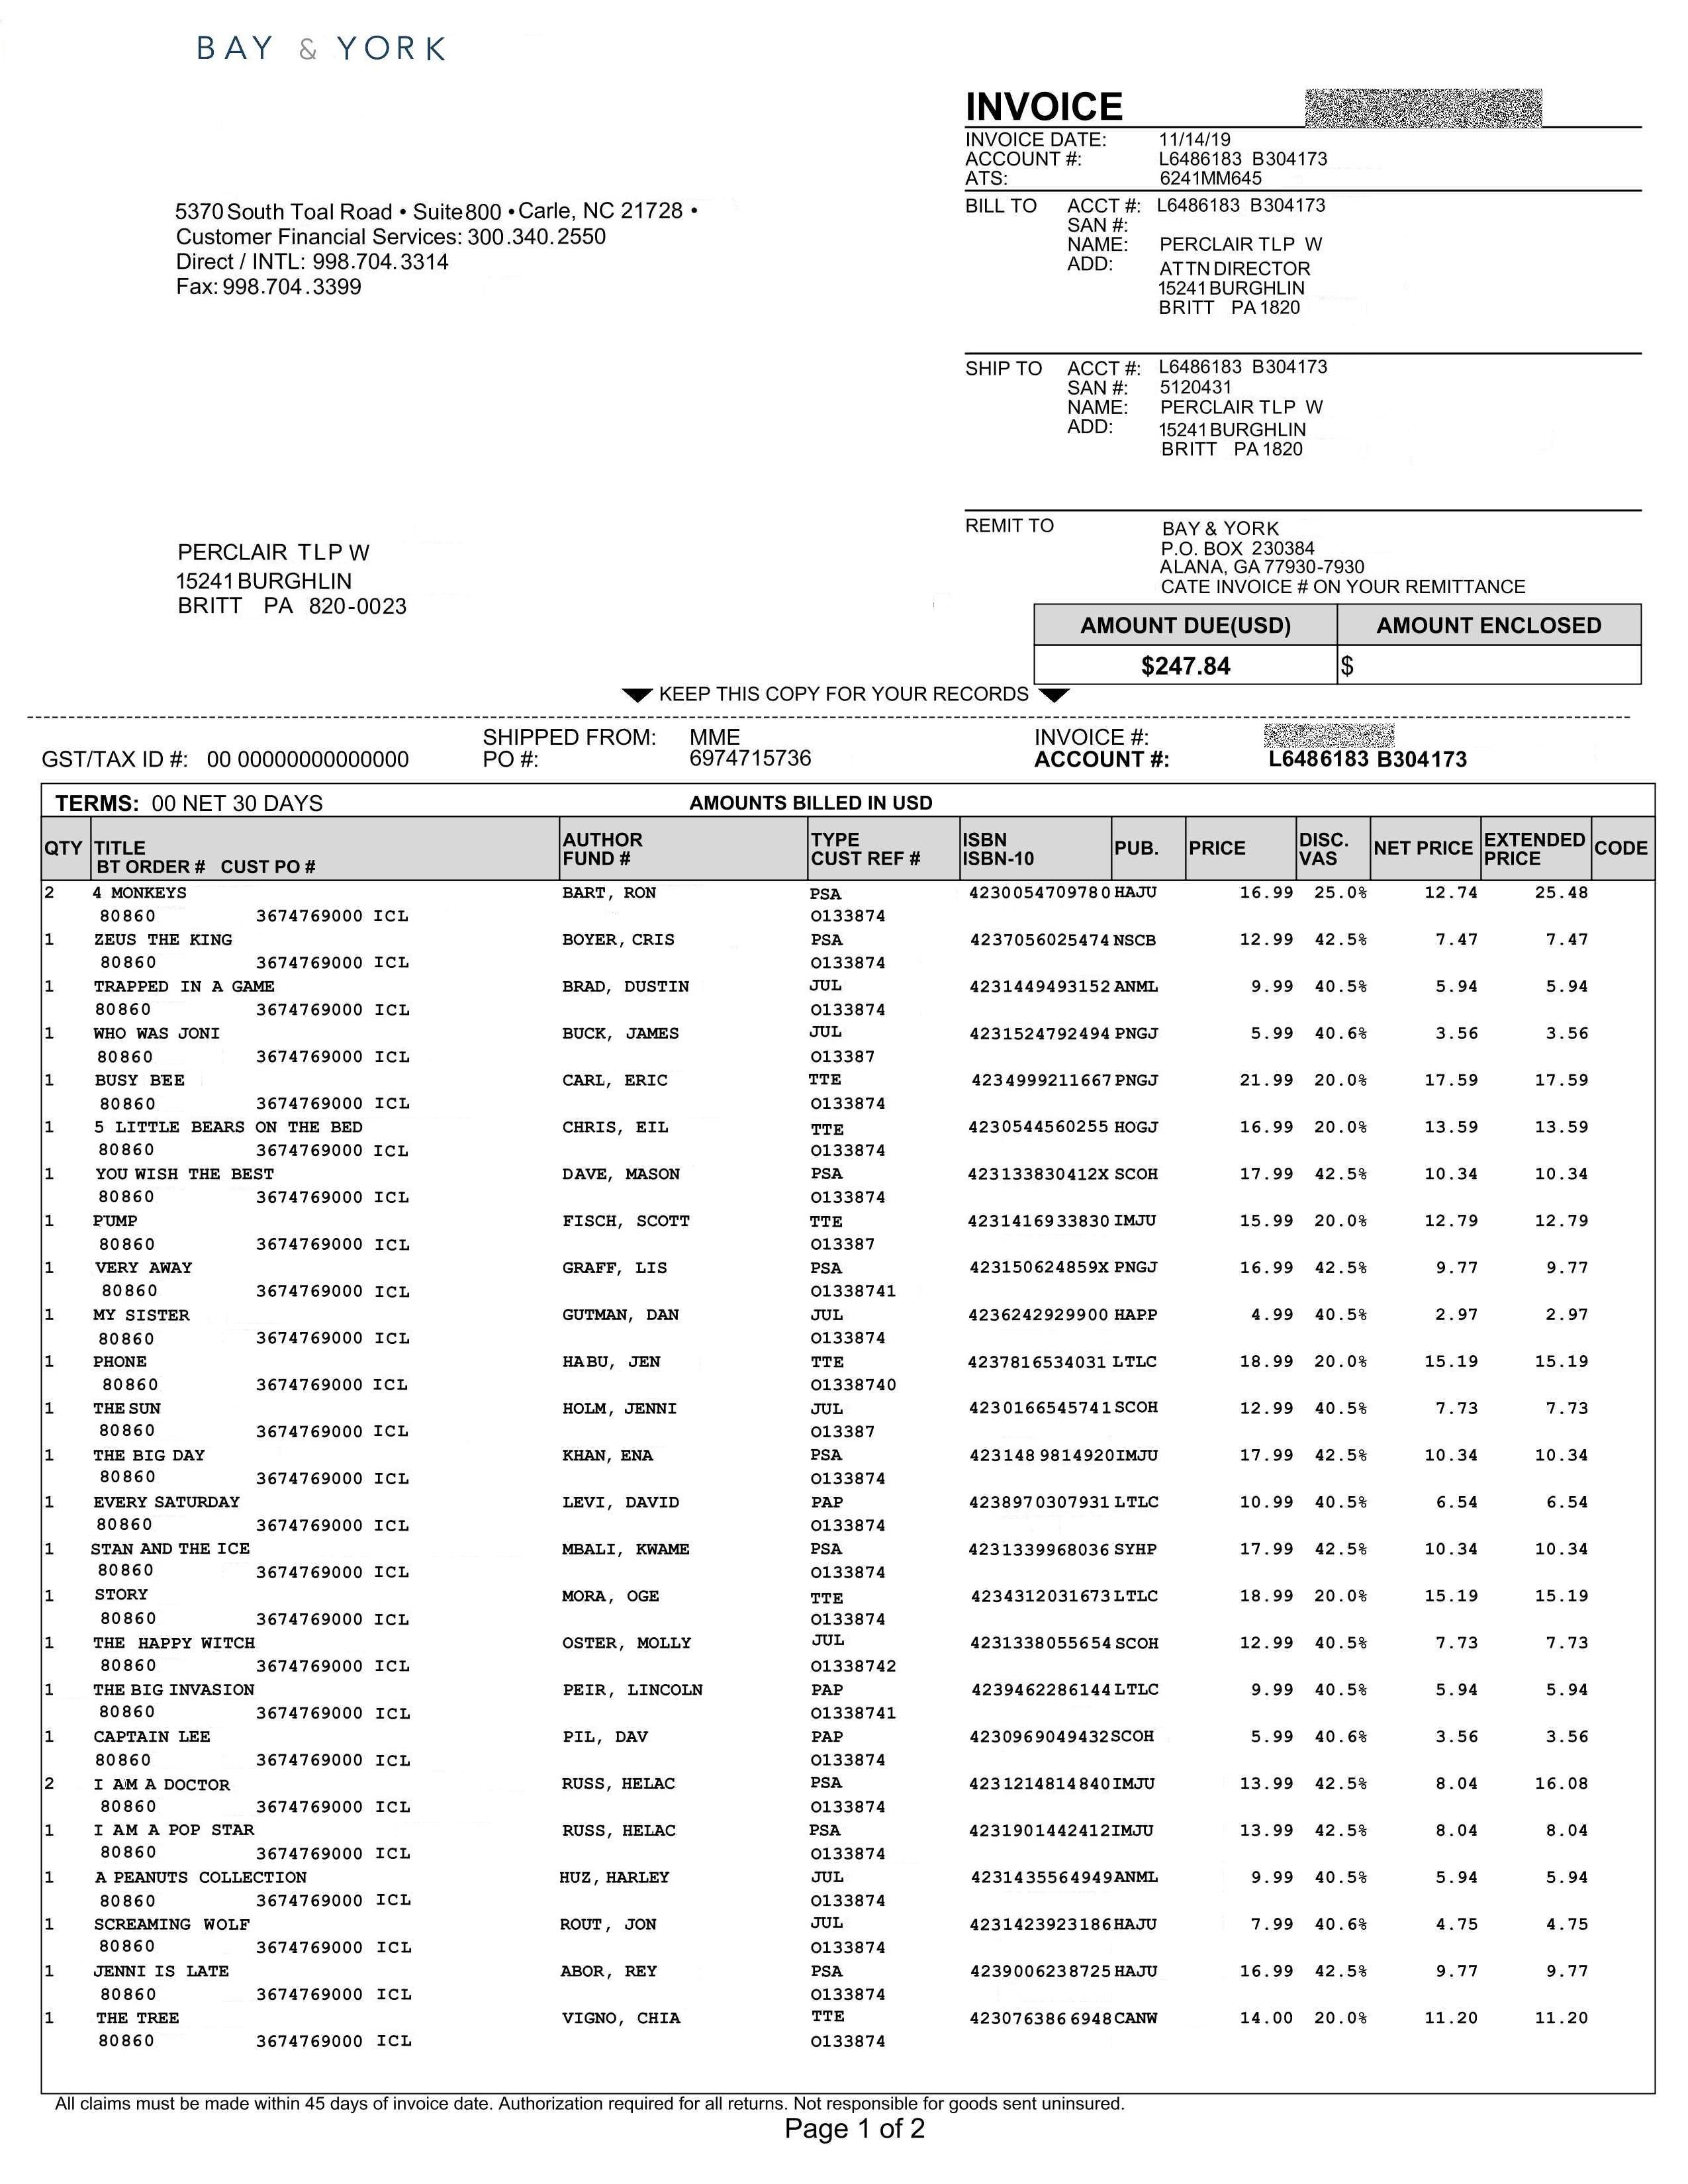 BAY & YORK
INVOICE
INVOICE DATE: 11/14/19
ACCOUNT #: L6486183 B304173
ATS: 6241MM645
5370 South Toal Road • Suite 800 • Carle, NC 21728 •
Customer Financial Services: 300.340.2550
Direct / INTL: 998.704.3314
Fax: 998.704.3399
BILL TO ACCT #: L6486183 B304173
SAN #:
NAME: PERCLAIR TLP W
ADD: ATTN DIRECTOR
15241 BURGHLIN
BRITT PA 1820
SHIP TO ACCT #: L6486183 B304173
SAN #: 5120431
NAME: PERCLAIR TLP W
ADD: 15241 BURGHLIN
BRITT PA 1820
REMIT TO BAY & YORK
P.O. BOX 230384
ALANA, GA 77930-7930
CATE INVOICE # ON YOUR REMITTANCE
PERCLAIR TLP W
15241 BURGHLIN
BRITT PA 820-0023
AMOUNT DUE(USD) AMOUNT ENCLOSED
$247.84 $
KEEP THIS COPY FOR YOUR RECORDS
SHIPPED FROM: MME INVOICE #:
GST/TAX ID #: 00 00000000000000 PO #: 6974715736 ACCOUNT #: L6486183 B304173
TERMS: 00 NET 30 DAYS AMOUNTS BILLED IN USD
QTY TITLE AUTHOR TYPE ISBN PUB. PRICE DISC. NET PRICE EXTENDED CODE
BT ORDER # CUST PO # FUND # CUST REF # ISBN-10 VAS PRICE
2 4 MONKEYS BART, RON PSA 4230054709780 HAJU 16.99 25.0% 12.74 25.48
80860 3674769000 ICL O133874
1 ZEUS THE KING BOYER, CRIS PSA 4237056025474 NSCB 12.99 42.5% 7.47 7.47
80860 3674769000 ICL O133874
1 TRAPPED IN A GAME BRAD, DUSTIN JUL 4231449493152 ANML 9.99 40.5% 5.94 5.94
80860 3674769000 ICL O133874
1 WHO WAS JONI BUCK, JAMES JUL 4231524792494 PNGJ 5.99 40.6% 3.56 3.56
80860 3674769000 ICL O13387
1 BUSY BEE CARL, ERIC TTE 4234999211667 PNGJ 21.99 20.0% 17.59 17.59
80860 3674769000 ICL O133874
1 5 LITTLE BEARS ON THE BED CHRIS, EIL TTE 4230544560255 HOGJ 16.99 20.0% 13.59 13.59
80860 3674769000 ICL O133874
1 YOU WISH THE BEST DAVE, MASON PSA 423133830412X SCOH 17.99 42.5% 10.34 10.34
80860 3674769000 ICL O133874
1 PUMP FISCH, SCOTT TTE 4231416933830 IMJU 15.99 20.0% 12.79 12.79
80860 3674769000 ICL O13387
1 VERY AWAY GRAFF, LIS PSA 423150624859X PNGJ 16.99 42.5% 9.77 9.77
80860 3674769000 ICL O1338741
1 MY SISTER GUTMAN, DAN JUL 4236242929900 HAPP 4.99 40.5% 2.97 2.97
80860 3674769000 ICL O133874
1 PHONE HABU, JEN TTE 4237816534031 LTLC 18.99 20.0% 15.19 15.19
80860 3674769000 ICL O1338740
1 THE SUN HOLM, JENNI JUL 4230166545741 SCOH 12.99 40.5% 7.73 7.73
80860 3674769000 ICL O13387
1 THE BIG DAY KHAN, ENA PSA 423148 9814920 IMJU 17.99 42.5% 10.34 10.34
80860 3674769000 ICL O133874
1 EVERY SATURDAY LEVI, DAVID PAP 4238970307931 LTLC 10.99 40.5% 6.54 6.54
80860 3674769000 ICL O133874
1 STAN AND THE ICE MBALI, KWAME PSA 4231339968036 SYHP 17.99 42.5% 10.34 10.34
80860 3674769000 ICL O133874
1 STORY MORA, OGE TTE 4234312031673 LTLC 18.99 20.0% 15.19 15.19
80860 3674769000 ICL O133874
1 THE HAPPY WITCH OSTER, MOLLY JUL 4231338055654 SCOH 12.99 40.5% 7.73 7.73
80860 3674769000 ICL O1338742
1 THE BIG INVASION PEIR, LINCOLN PAP 4239462286144 LTLC 9.99 40.5% 5.94 5.94
80860 3674769000 ICL O1338741
1 CAPTAIN LEE PIL, DAV PAP 4230969049432 SCOH 5.99 40.6% 3.56 3.56
80860 3674769000 ICL O133874
2 I AM A DOCTOR RUSS, HELAC PSA 4231214814840 IMJU 13.99 42.5% 8.04 16.08
80860 3674769000 ICL O133874
1 I AM A POP STAR RUSS, HELAC PSA 4231901442412 IMJU 13.99 42.5% 8.04 8.04
80860 3674769000 ICL O133874
1 A PEANUTS COLLECTION HUZ, HARLEY JUL 4231435564949 ANML 9.99 40.5% 5.94 5.94
80860 3674769000 ICL O133874
1 SCREAMING WOLF ROUT, JON JUL 4231423923186 HAJU 7.99 40.6% 4.75 4.75
80860 3674769000 ICL O133874
1 JENNI IS LATE ABOR, REY PSA 4239006238725 HAJU 16.99 42.5% 9.77 9.77
80860 3674769000 ICL O133874
1 THE TREE VIGNO, CHIA TTE 4230763866948 CANW 14.00 20.0% 11.20 11.20
80860 3674769000 ICL O133874
All claims must be made within 45 days of invoice date. Authorization required for all returns. Not responsible for goods sent uninsured.
Page 1 of 2